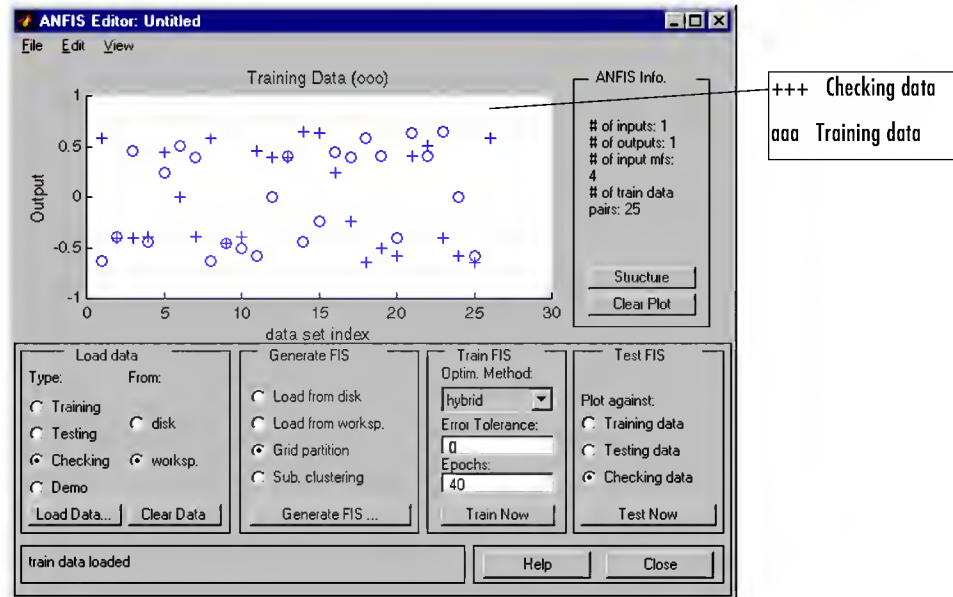 ANFIS Editor: Untitled
File Edit View
Training Data (ooo)
1
0.5
0
-0.5
-1
Output
0 5 10 15 20 25 30
data set index
ANFIS Info.
# of inputs: 1
# of outputs: 1
# of input mfs:
4
# of train data
pairs: 25
Structure
Clear Plot
+++ Checking data
aaa Training data
Load data
Type: From:
Training
Testing
Checking
Demo
disk
worksp.
Load Data... Clear Data
Generate FIS
Load from disk
Load from worksp.
Grid partition
Sub. clustering
Generate FIS ...
Train FIS
Optim. Method:
hybrid
Error Tolerance:
0
Epochs:
40
Train Now
Test FIS
Plot against:
Training data
Testing data
Checking data
Test Now
train data loaded
Help Close